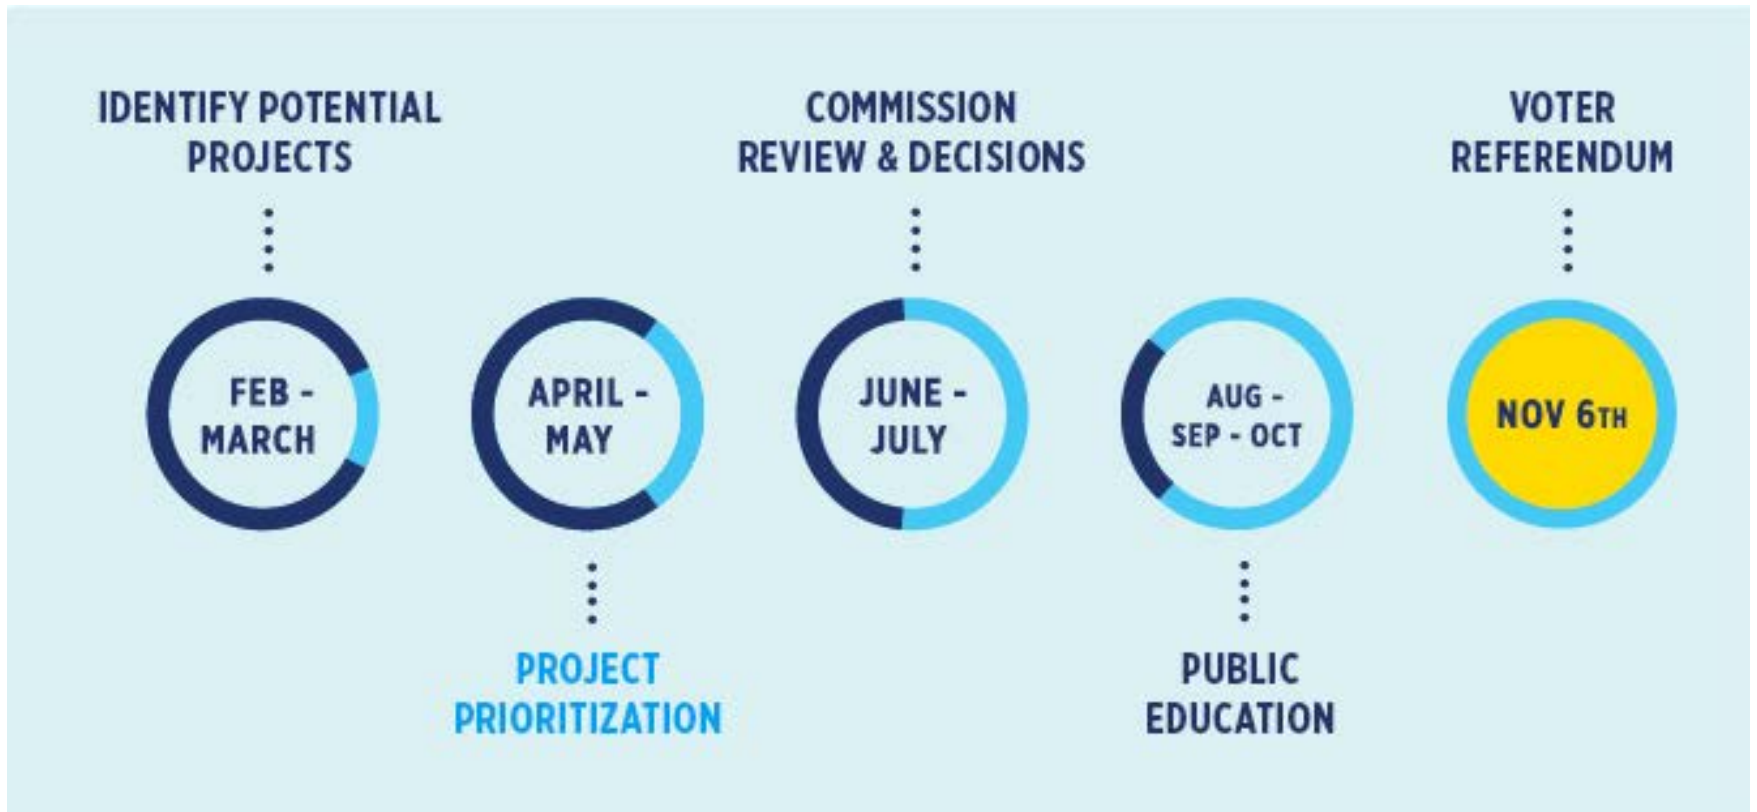 IDENTIFY POTENTIAL
PROJECTS
COMMISSION
REVIEW & DECISIONS
VOTER
REFERENDUM
FEB -
MARCH
APRIL -
MAY
JUNE -
JULY
AUG -
SEP - OCT
NOV 6TH
PROJECT
PRIORITIZATION
PUBLIC
EDUCATION